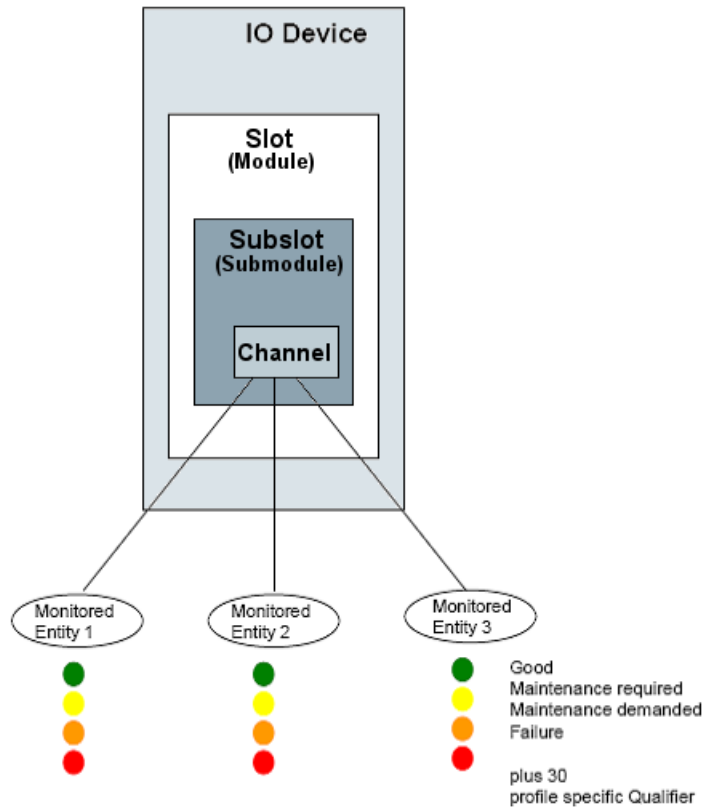 IO Device
Slot
(Module)
Subslot
(Submodule)
Channel
Monitored
Entity 1
Monitored
Entity 2
Monitored
Entity 3
Good
Maintenance required
Maintenance demanded
Failure
plus 30
profile specific Qualifier